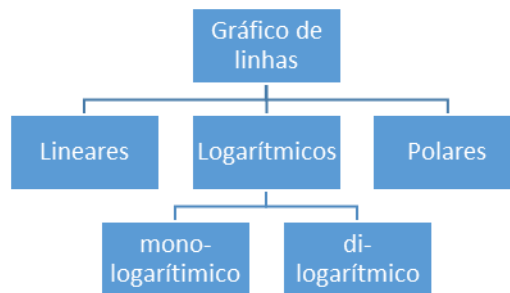 Gráfico de
linhas
Lineares
Logarítmicos
Polares
mono-
logarítimico
di-
logarítmico